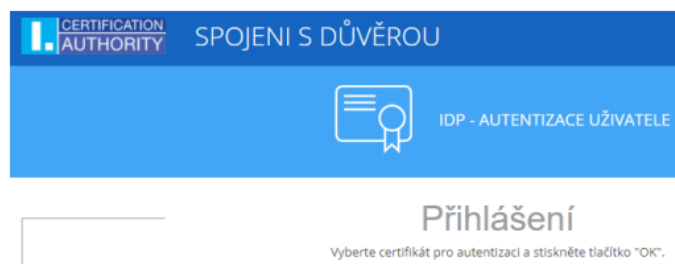 I. CERTIFICATION
AUTHORITY
SPOJENI S DŮVĚROU
IDP - AUTENTIZACE UŽIVATELE
Přihlášení
Vyberte certifikát pro autentizaci a stiskněte tlačítko "OK".